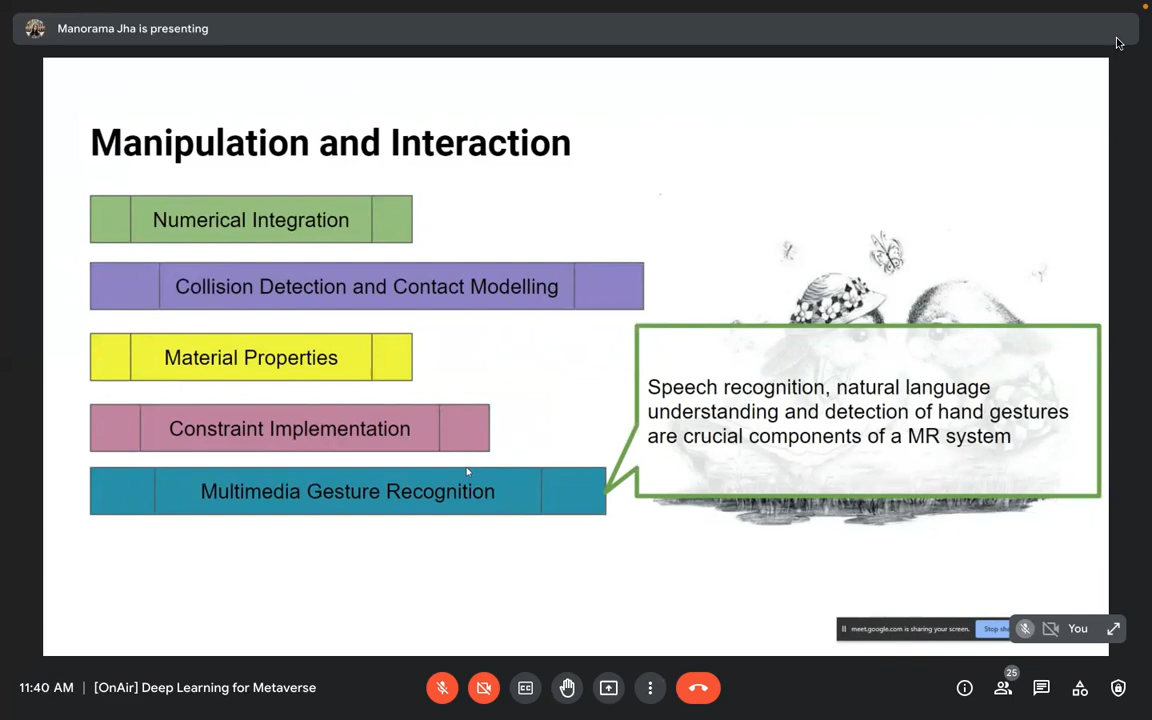 Manorama Jha is presenting
Manipulation and Interaction
Numerical Integration
Collision Detection and Contact Modelling
Material Properties
Constraint Implementation
Multimedia Gesture Recognition
Speech recognition, natural language
understanding and detection of hand gestures
are crucial components of a MR system
meet.google.com is sharing your screen.
Stop sha
You
11:40 AM | [OnAir] Deep Learning for Metaverse
25